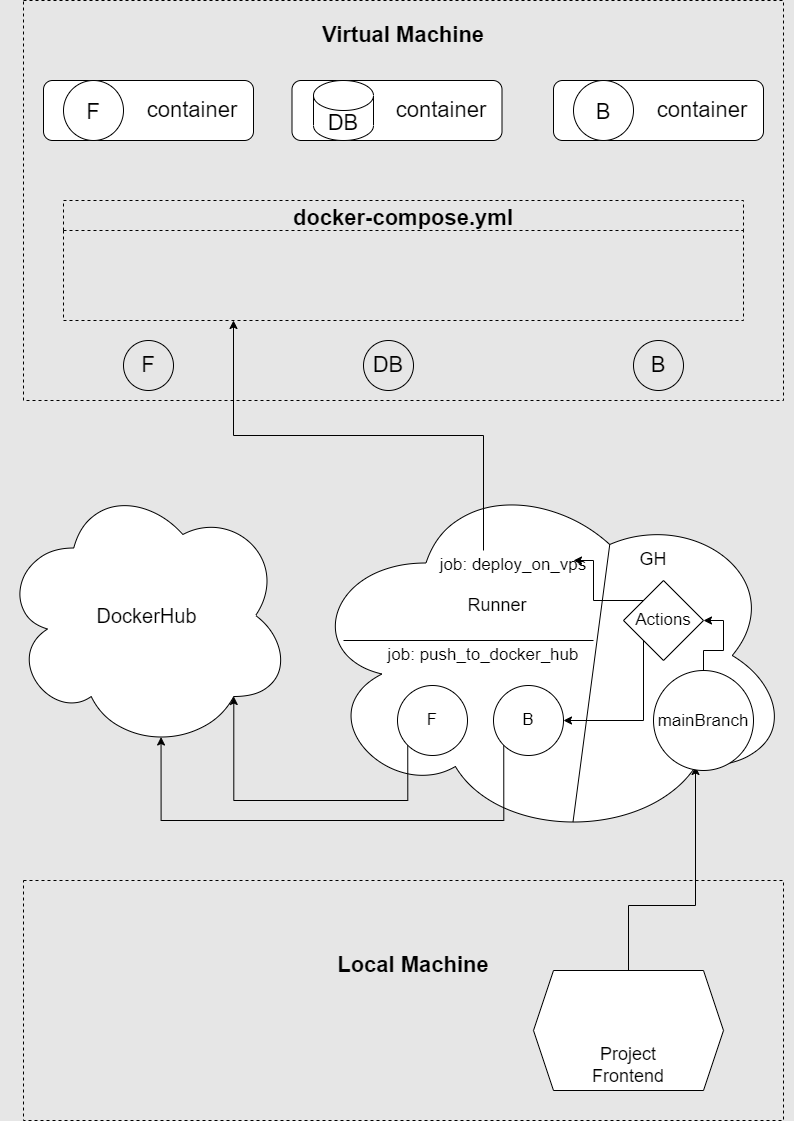 Virtual Machine
F
container
DB
container
B
container
docker-compose.yml
F
DB
B
DockerHub
job: deploy_on_vps
GH
Runner
Actions
job: push_to_docker_hub
F
B
mainBranch
Local Machine
Project
Frontend